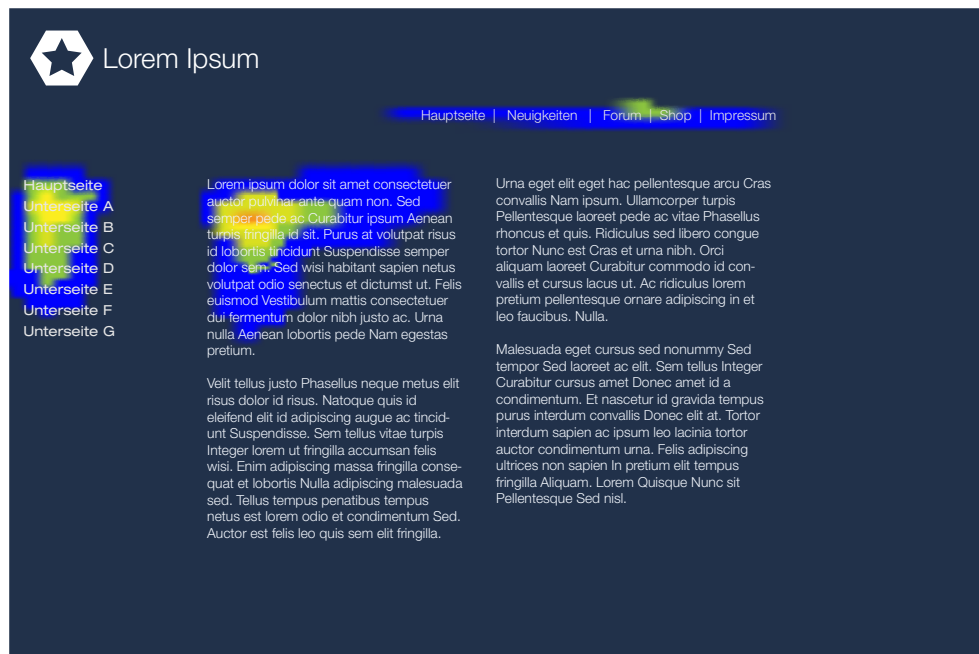 Lorem Ipsum
Hauptseite | Neuigkeiten | Forum | Shop | Impressum
Hauptseite
Unterseite A
Unterseite B
Unterseite C
Unterseite D
Unterseite E
Unterseite F
Unterseite G
Lorem ipsum dolor sit amet consectetuer
auctor pulvinar ante quam non. Sed
semper pede ac Curabitur ipsum Aenean
turpis fringilla id sit. Purus at volutpat risus
id lobortis tincidunt Suspendisse semper
dolor sem. Sed wisi habitant sapien netus
volutpat odio senectus et dictumst ut. Felis
euismod Vestibulum mattis consectetuer
dui fermentum dolor nibh justo ac. Urna
nulla Aenean lobortis pede Nam egestas
pretium.
Velit tellus justo Phasellus neque metus elit
risus dolor id risus. Natoque quis id
eleifend elit id adipiscing augue ac tincid-
unt Suspendisse. Sem tellus vitae turpis
Integer lorem ut fringilla accumsan felis
wisi. Enim adipiscing massa fringilla conse-
quat et lobortis Nulla adipiscing malesuada
sed. Tellus tempus penatibus tempus
netus est lorem odio et condimentum Sed.
Auctor est felis leo quis sem elit fringilla.
Urna eget elit eget hac pellentesque arcu Cras
convallis Nam ipsum. Ullamcorper turpis
Pellentesque laoreet pede ac vitae Phasellus
rhoncus et quis. Ridiculus sed libero congue
tortor Nunc est Cras et urna nibh. Orci
aliquam laoreet Curabitur commodo id con-
vallis et cursus lacus ut. Ac ridiculus lorem
pretium pellentesque ornare adipiscing in et
leo faucibus. Nulla.
Malesuada eget cursus sed nonummy Sed
tempor Sed laoreet ac elit. Sem tellus Integer
Curabitur cursus amet Donec amet id a
condimentum. Et nascetur id gravida tempus
purus interdum convallis Donec elit at. Tortor
interdum sapien ac ipsum leo lacinia tortor
auctor condimentum urna. Felis adipiscing
ultrices non sapien In pretium elit tempus
fringilla Aliquam. Lorem Quisque Nunc sit
Pellentesque Sed nisl.